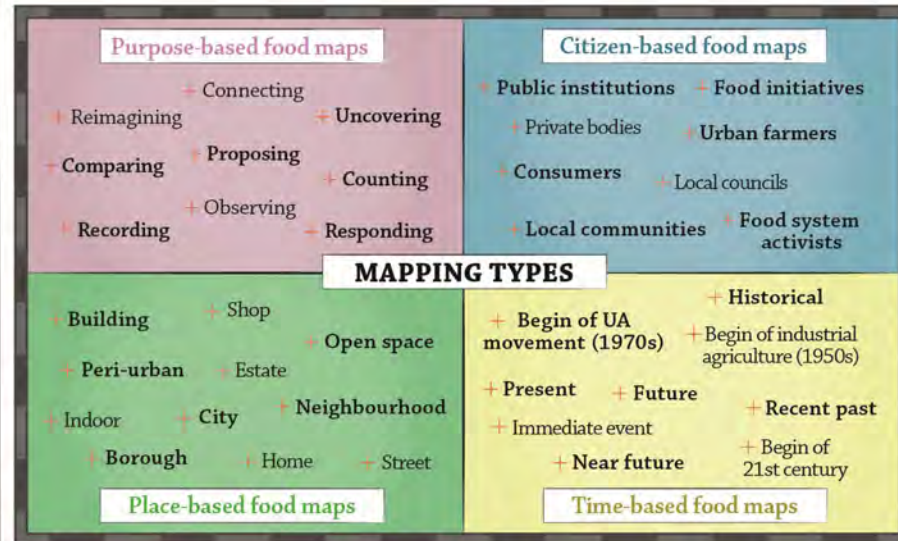 Purpose-based food maps
+ Connecting
+ Reimagining
+ Uncovering
+ Comparing
+ Proposing
+ Counting
+ Observing
+ Recording
+ Responding
Citizen-based food maps
+ Public institutions
+ Food initiatives
+ Private bodies
+ Urban farmers
+ Consumers
+ Local councils
+ Local communities
+ Food system
activists
MAPPING TYPES
+ Building
+ Shop
+ Open space
+ Peri-urban
+ Estate
+ Indoor
+ City
+ Neighbourhood
+ Borough
+ Home
+ Street
Place-based food maps
+ Historical
+ Begin of UA
movement (1970s)
+ Begin of industrial
agriculture (1950s)
+ Present
+ Future
+ Recent past
+ Immediate event
+ Near future
+ Begin of
21st century
Time-based food maps